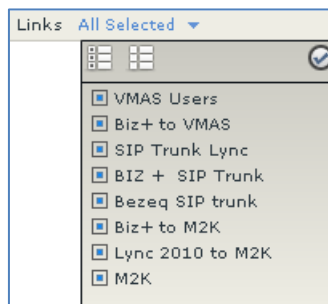 Links All Selected
VMAS Users
Biz+ to VMAS
SIP Trunk Lync
BIZ + SIP Trunk
Bezeq SIP trunk
Biz+ to M2K
Lync 2010 to M2K
M2K